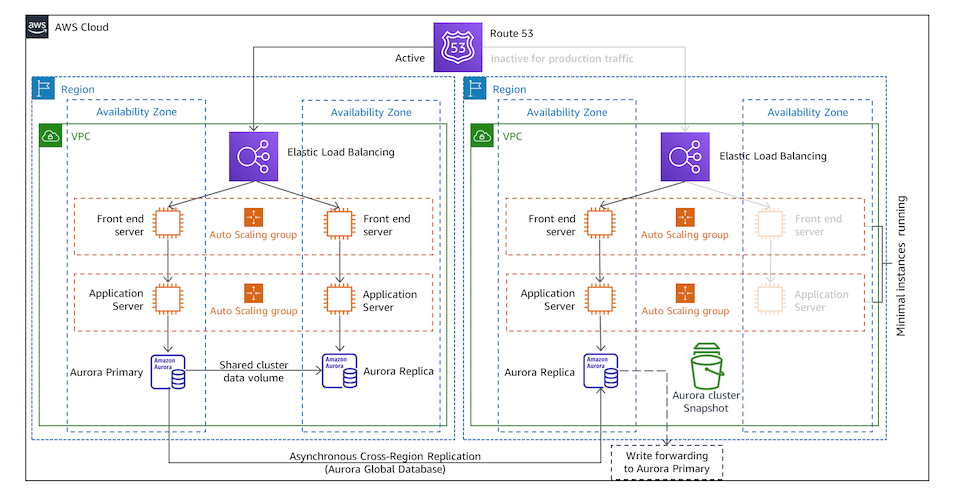 aws
AWS Cloud
53
Route 53
Active
Inactive for production traffic
Region
Availability Zone
Availability Zone
VPC
Elastic Load Balancing
Front end
server
Auto Scaling group
Front end
server
Application
Server
Auto Scaling group
Application
Server
Aurora Primary
Amazon
Aurora
Shared cluster
data volume
Amazon
Aurora
Aurora Replica
Region
Availability Zone
Availability Zone
VPC
Elastic Load Balancing
Front end
server
Auto Scaling group
Front end
server
Application
Server
Auto Scaling group
Application
Server
Aurora Replica
Amazon
Aurora
Aurora cluster
Snapshot
Minimal instances running
Asynchronous Cross-Region Replication
(Aurora Global Database)
Write forwarding
to Aurora Primary